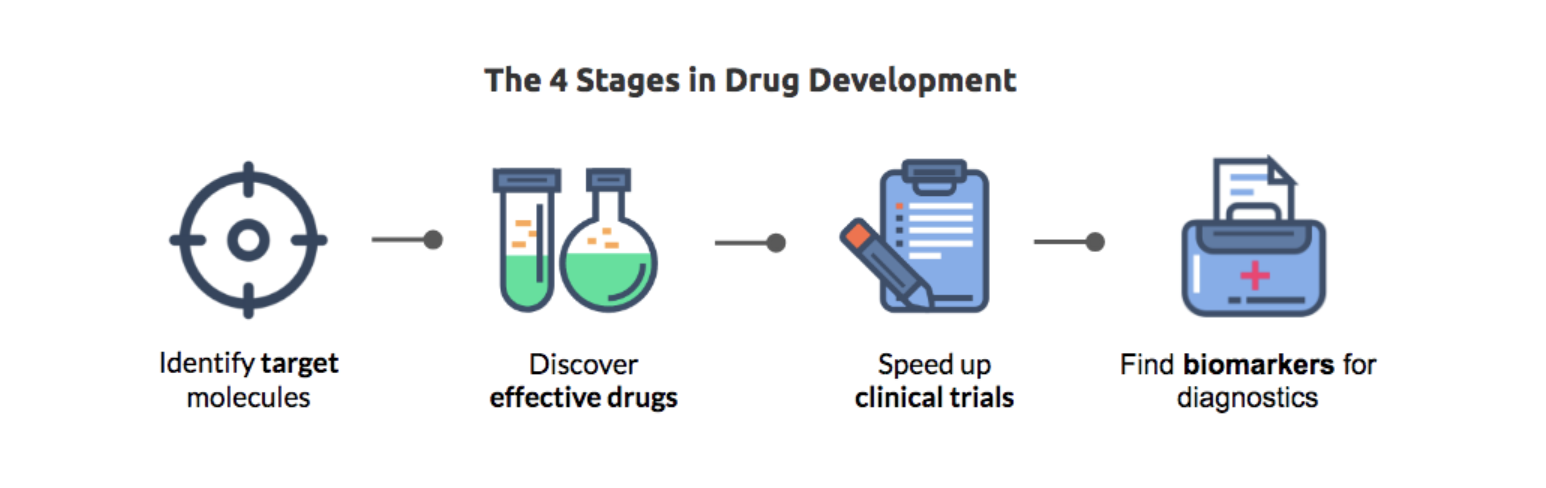 The 4 Stages in Drug Development
Identify target
molecules
Discover
effective drugs
Speed up
clinical trials
Find biomarkers for
diagnostics